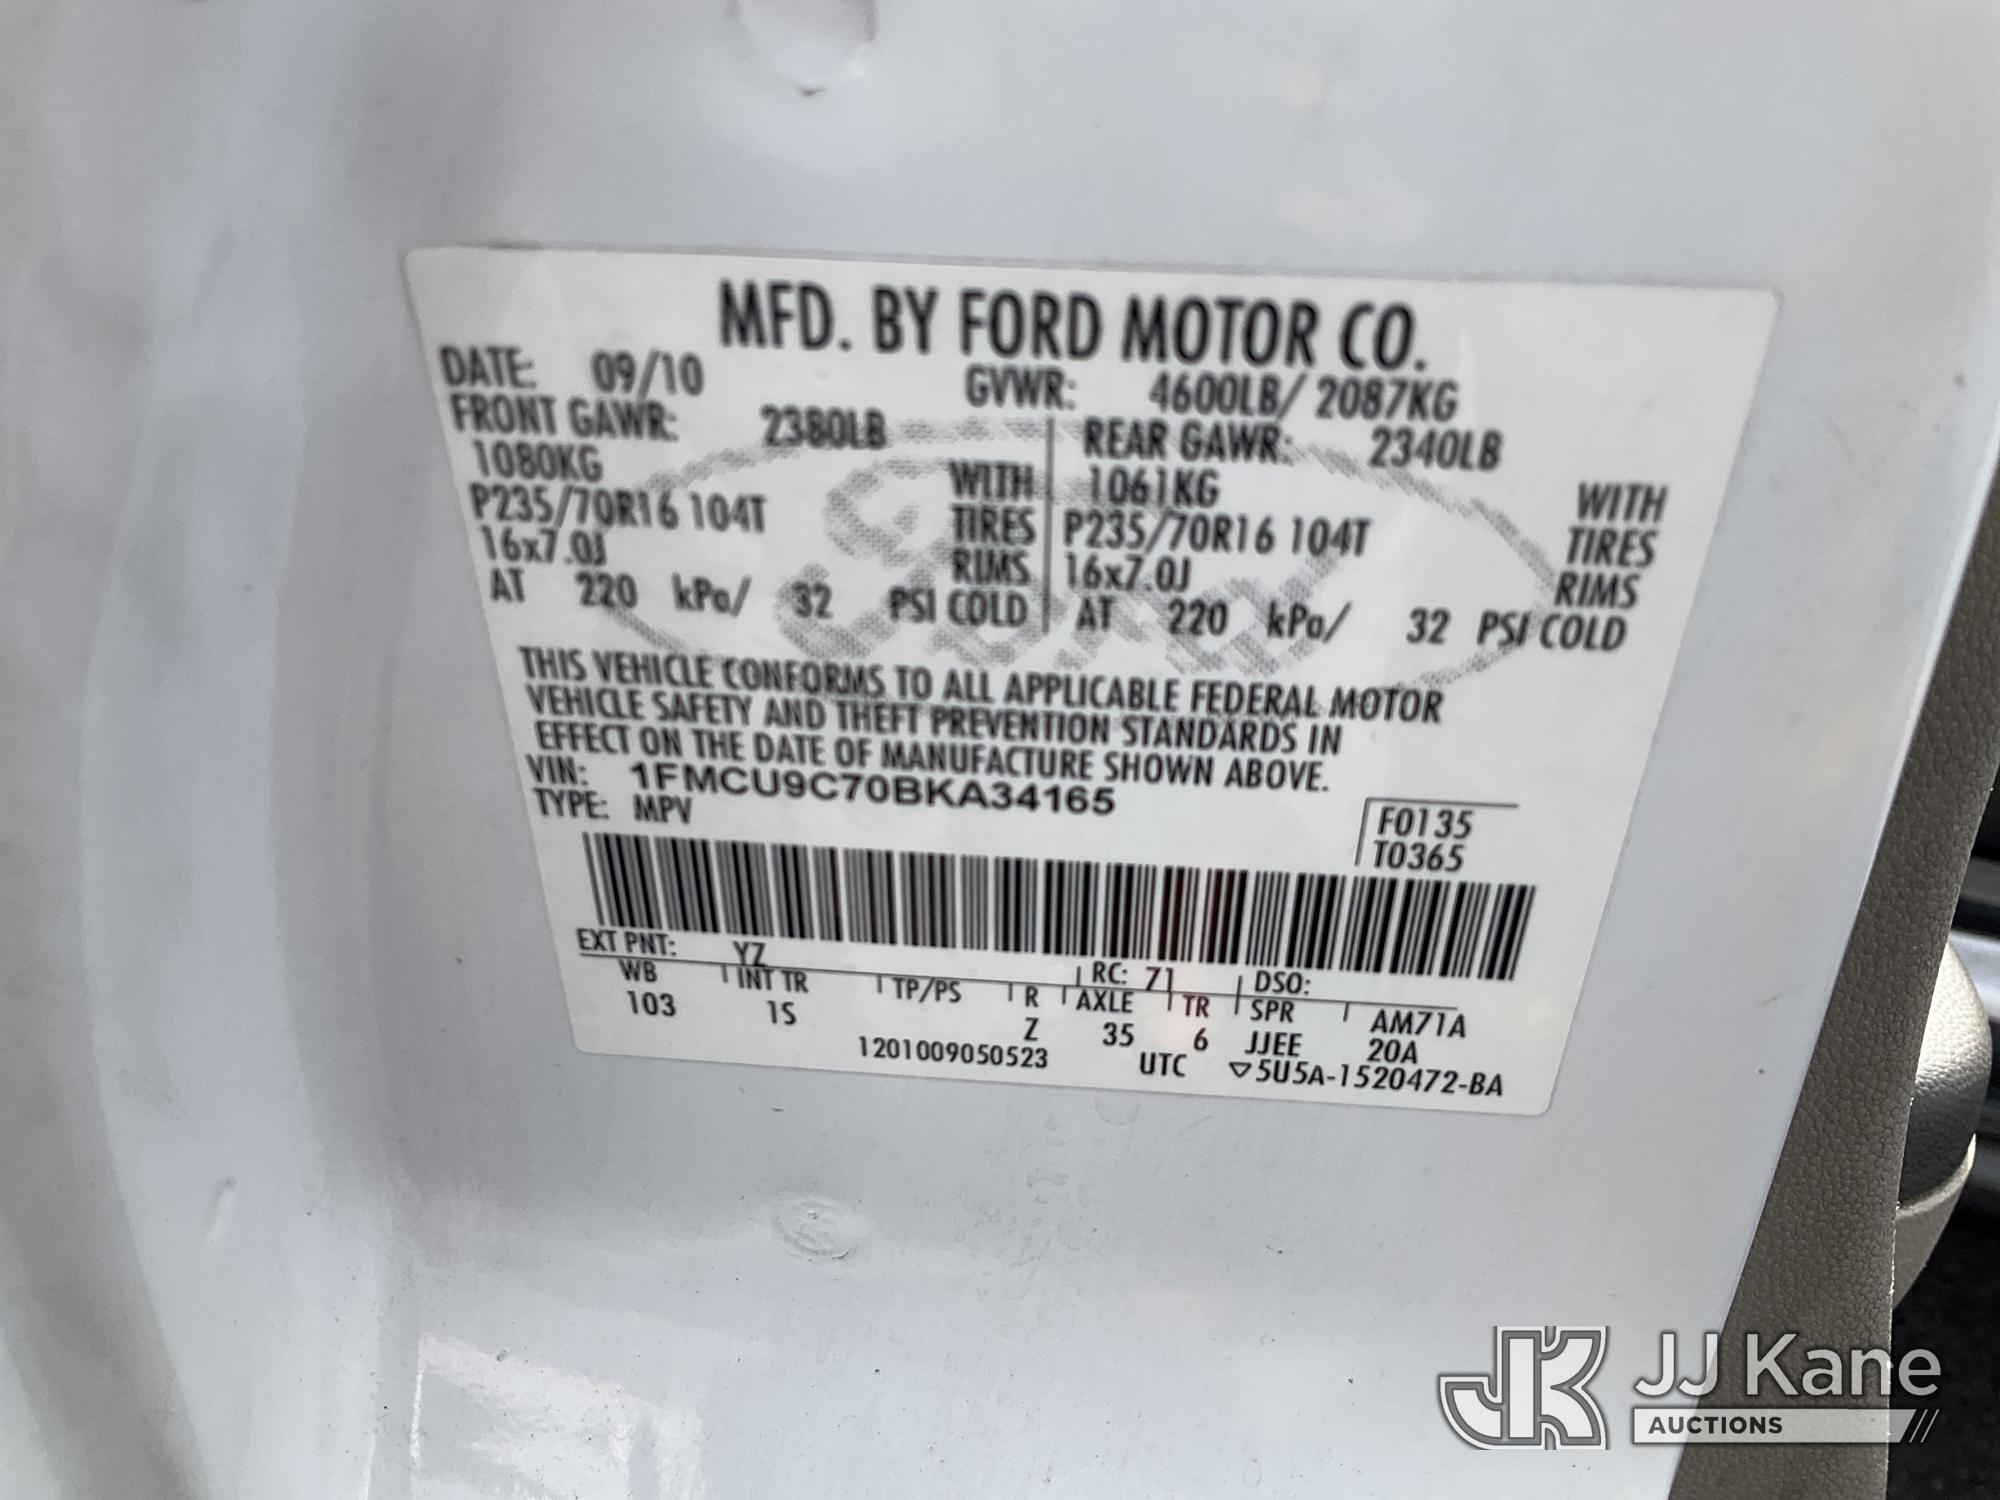 MFD. BY FORD MOTOR CO.
DATE: 09/10 GVWR: 4600LB/ 2087KG
FRONT GAWR: 2380LB REAR GAWR: 2340LB
1080KG WITH 1061KG WITH
P235/70R16 104T TIRES P235/70R16 104T TIRES
16x7.0J RIMS 16x7.0J RIMS
AT 220 kPa/ 32 PSI COLD AT 220 kPa/ 32 PSI COLD
THIS VEHICLE CONFORMS TO ALL APPLICABLE FEDERAL MOTOR
VEHICLE SAFETY AND THEFT PREVENTION STANDARDS IN
EFFECT ON THE DATE OF MANUFACTURE SHOWN ABOVE.
VIN: 1FMCU9C70BKA34165
TYPE: MPV
F0135
T0365
EXT PNT: YZ RC: 71 DSO:
WB INT TR TP/PS R AXLE TR SPR AM71A
103 1S Z 35 6 JJEE 20A
1201009050523 UTC ▽5U5A-1520472-BA
JK JJ Kane
AUCTIONS